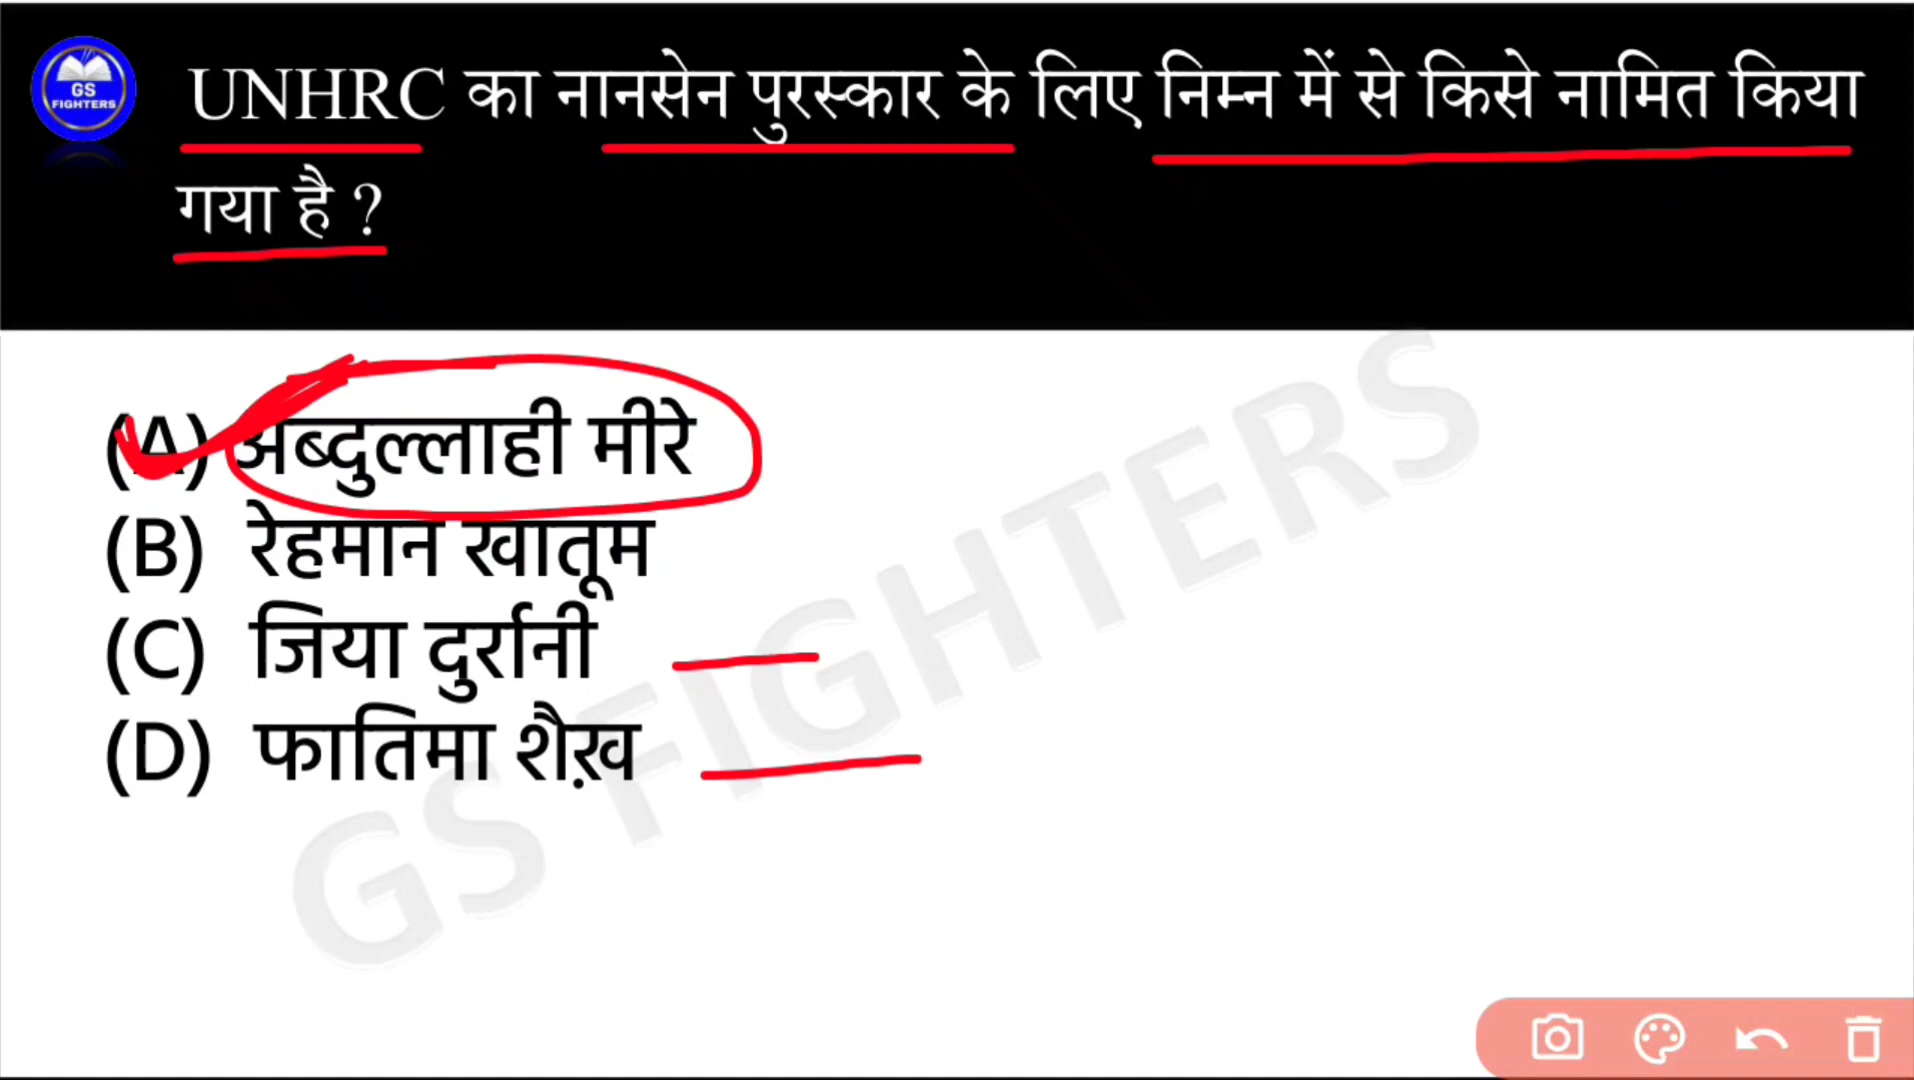 GS
FIGHTERS
UNHRC का नानसेन पुरस्कार के लिए निम्न में से किसे नामित किया
गया है ?
(A) अब्दुल्लाही मीरे
(B) रेहमान खातूम
(C) जिया दुर्रानी
(D) फातिमा शैख़
GS FIGHTERS